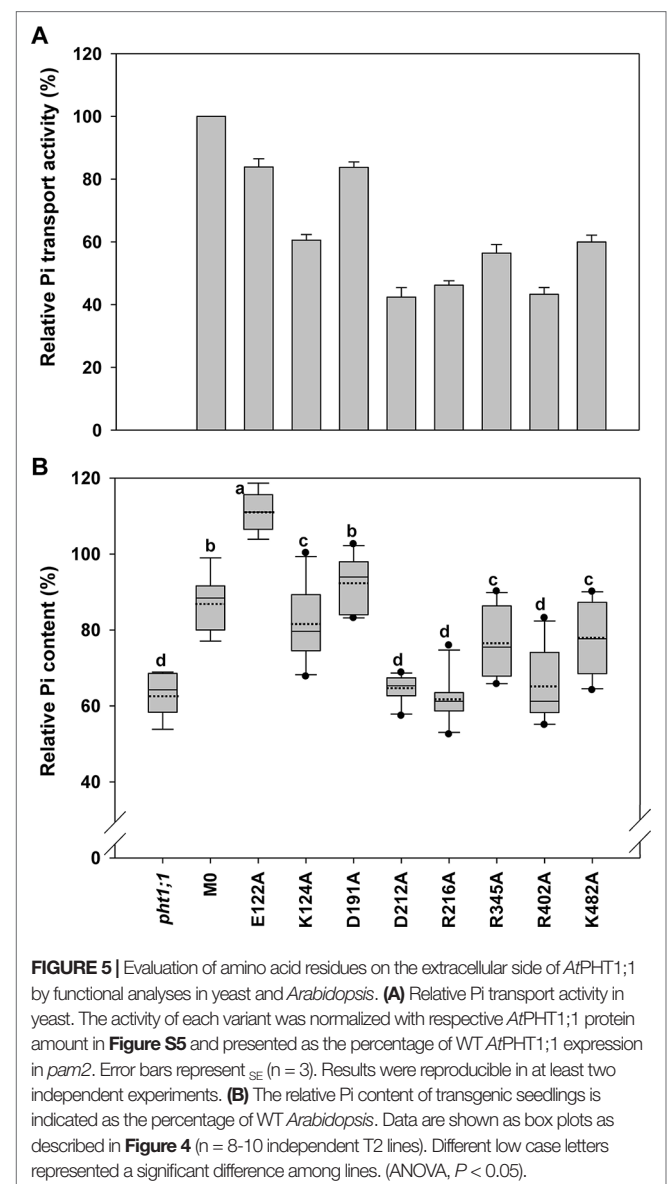 A
Relative Pi transport activity (%)
120
100
80
60
40
20
0
B
Relative Pi content (%)
120
100
80
60
40
0
d
b
a
c
b
d
d
c
d
c
pht1;1
M0
E122A
K124A
D191A
D212A
R216A
R345A
R402A
K482A
FIGURE 5 | Evaluation of amino acid residues on the extracellular side of AtPHT1;1
by functional analyses in yeast and Arabidopsis. (A) Relative Pi transport activity in
yeast. The activity of each variant was normalized with respective AtPHT1;1 protein
amount in Figure S5 and presented as the percentage of WT AtPHT1;1 expression
in pam2. Error bars represent SE (n = 3). Results were reproducible in at least two
independent experiments. (B) The relative Pi content of transgenic seedlings is
indicated as the percentage of WT Arabidopsis. Data are shown as box plots as
described in Figure 4 (n = 8-10 independent T2 lines). Different low case letters
represented a significant difference among lines. (ANOVA, P < 0.05).